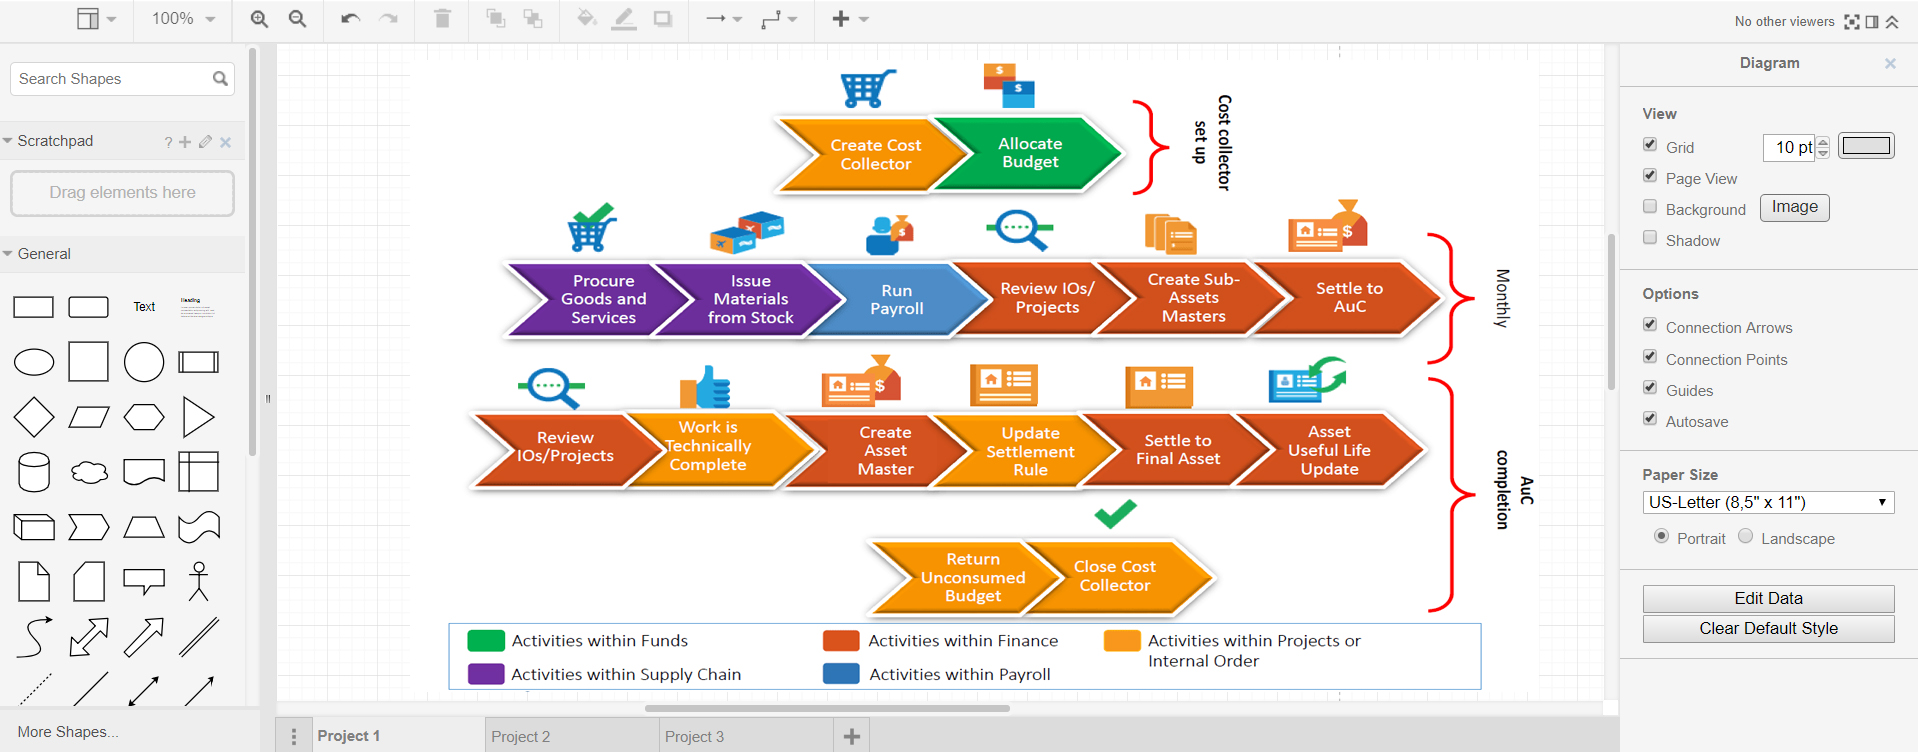 100%
No other viewers
Search Shapes
Scratchpad
?
Drag elements here
General
Text
Heading
More Shapes...
Create Cost
Collector
Allocate
Budget
Cost collector
set up
Procure
Goods and
Services
Issue
Materials
from Stock
Run
Payroll
Review IOs/
Projects
Create Sub-
Assets
Masters
Settle to
AuC
Monthly
Review
IOs/Projects
Work is
Technically
Complete
Create
Asset
Master
Update
Settlement
Rule
Settle to
Final Asset
Asset
Useful Life
Update
AuC
completion
Return
Unconsumed
Budget
Close Cost
Collector
Activities within Funds
Activities within Finance
Activities within Projects or
Internal Order
Activities within Supply Chain
Activities within Payroll
Project 1
Project 2
Project 3
Diagram
View
Grid
10 pt
Page View
Background
Image
Shadow
Options
Connection Arrows
Connection Points
Guides
Autosave
Paper Size
US-Letter (8,5" x 11")
Portrait
Landscape
Edit Data
Clear Default Style